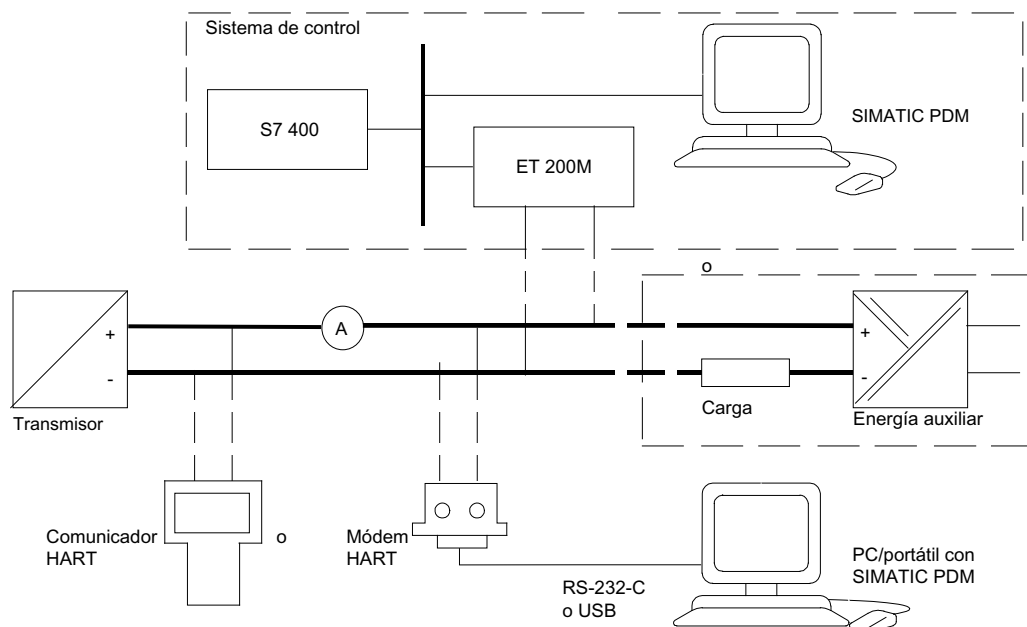 Sistema de control
S7 400
ET 200M
SIMATIC PDM
o
+
-
A
+
-
Transmisor
Carga
Energía auxiliar
Comunicador
HART
o
Módem
HART
RS-232-C
o USB
PC/portátil con
SIMATIC PDM